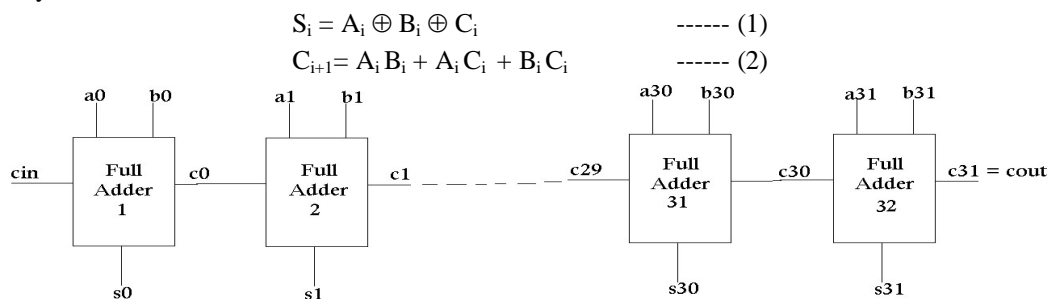 Sᵢ = Aᵢ ⊕ Bᵢ ⊕ Cᵢ ------ (1)
Cᵢ₊₁= Aᵢ Bᵢ + Aᵢ Cᵢ + Bᵢ Cᵢ ------ (2)
a0 b0 a1 b1 a30 b30 a31 b31
cin Full Adder 1 c0 Full Adder 2 c1 c29 Full Adder 31 c30 Full Adder 32 c31 = cout
s0 s1 s30 s31